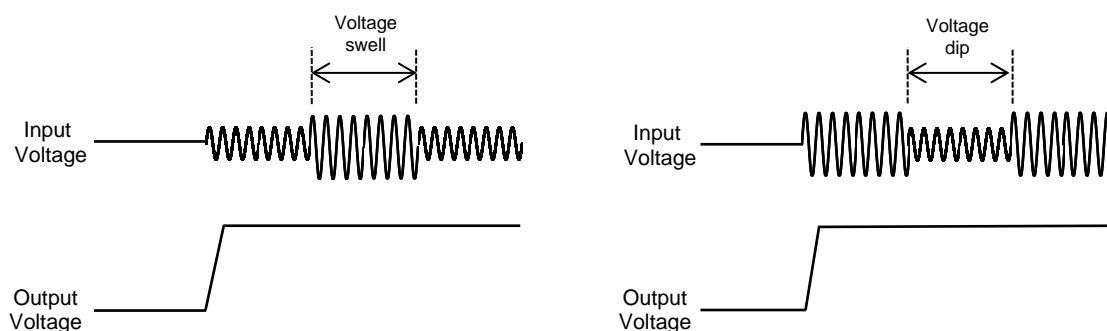 Voltage
swell
Input
Voltage
Output
Voltage
Voltage
dip
Input
Voltage
Output
Voltage